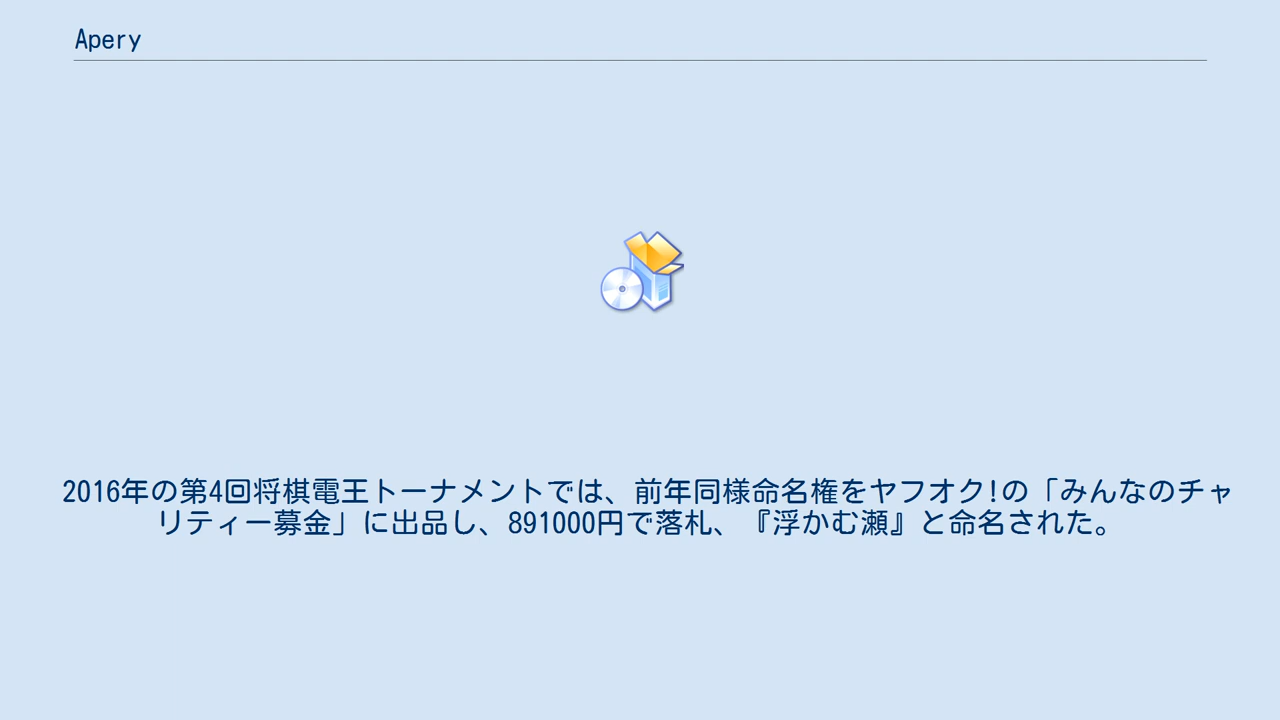 Apery
2016年の第4回将棋電王トーナメントでは、前年同様命名権をヤフオク!の「みんなのチャ
リティー募金」に出品し、891000円で落札、『浮かむ瀬』と命名された。